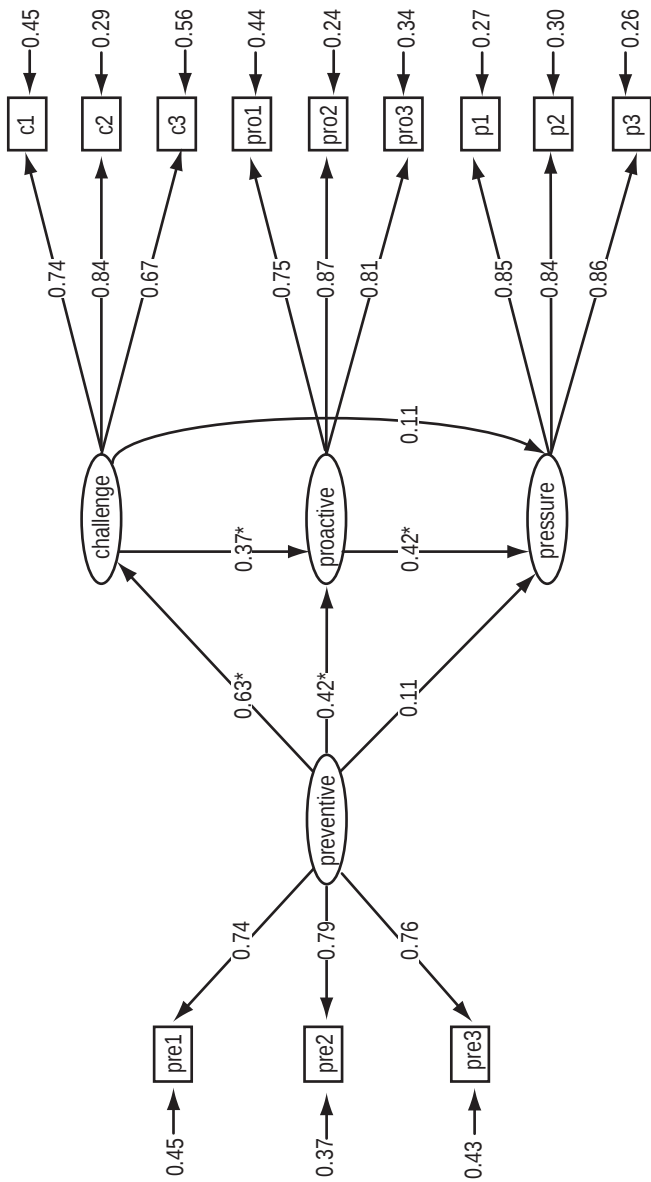 0.45
0.29
0.56
0.44
0.24
0.34
0.27
0.30
0.26
c1
c2
c3
pro1
pro2
pro3
p1
p2
p3
0.74
0.84
0.67
0.75
0.87
0.81
0.85
0.84
0.86
0.11
challenge
0.37*
proactive
0.42*
pressure
0.63*
0.42*
0.11
preventive
0.74
0.79
0.76
pre1
pre2
pre3
0.45
0.37
0.43